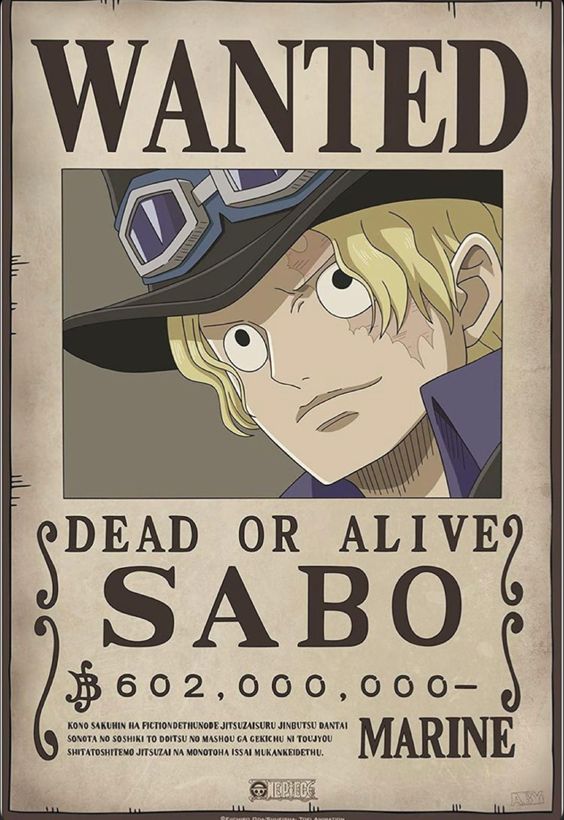 WANTED
DEAD OR ALIVE
SABO
฿602,000,000-
KONO SAKUHIN HA FICTIONDETHUNODE JITSUZAISURU JINBUTSU DANTAI
SONOTA NO SOSHIKI TO DOITSU NO MASHOU GA GEKICHU NI TOUJYOU
SHITATOSHITEMO JITSUZAI NA MONOTOHA ISSAI MUKANKEIDETHU.
MARINE
ONE PIECE
ABY